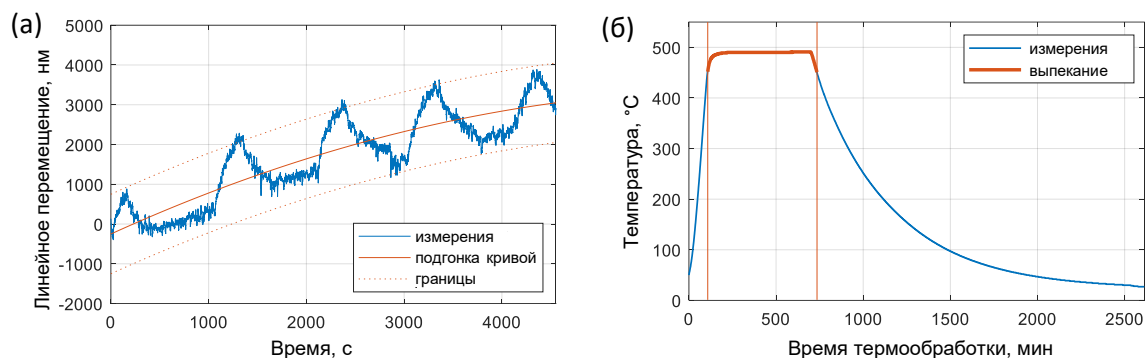 (а)
5000
4000
3000
2000
1000
0
-1000
-2000
Линейное перемещение, нм
0 1000 2000 3000 4000
Время, с
измерения
подгонка кривой
границы
(б)
500
400
300
200
100
0
Температура, °C
0 500 1000 1500 2000 2500
Время термообработки, мин
измерения
выпекание